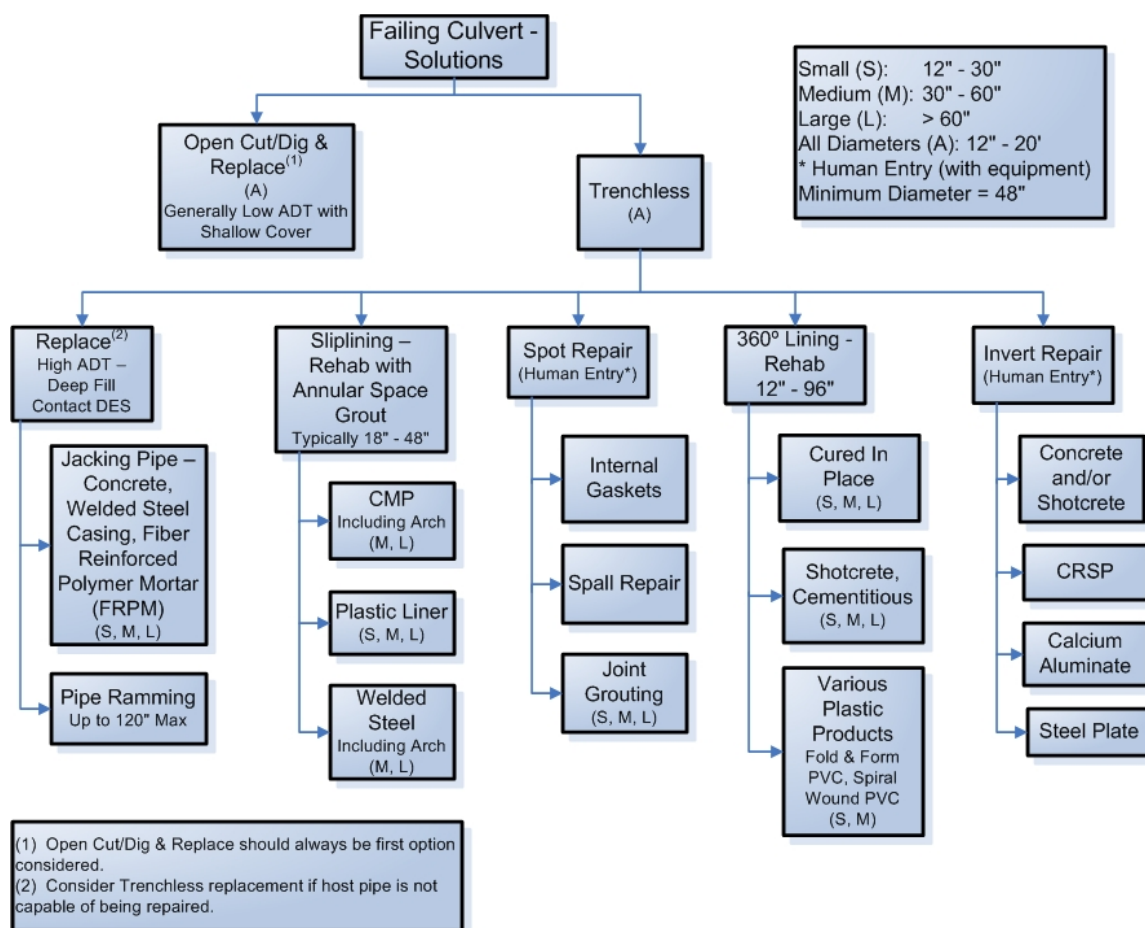 Failing Culvert -
Solutions
Small (S): 12" - 30"
Medium (M): 30" - 60"
Large (L): > 60"
All Diameters (A): 12" - 20'
* Human Entry (with equipment)
Minimum Diameter = 48"
Open Cut/Dig &
Replace(1)
(A)
Generally Low ADT with
Shallow Cover
Trenchless
(A)
Replace(2)
High ADT –
Deep Fill
Contact DES
Jacking Pipe –
Concrete,
Welded Steel
Casing, Fiber
Reinforced
Polymer Mortar
(FRPM)
(S, M, L)
Pipe Ramming
Up to 120" Max
Sliplining –
Rehab with
Annular Space
Grout
Typically 18" - 48"
CMP
Including Arch
(M, L)
Plastic Liner
(S, M, L)
Welded
Steel
Including Arch
(M, L)
Spot Repair
(Human Entry*)
Internal
Gaskets
Spall Repair
Joint
Grouting
(S, M, L)
360º Lining -
Rehab
12" - 96"
Cured In
Place
(S, M, L)
Shotcrete,
Cementitious
(S, M, L)
Various
Plastic
Products
Fold & Form
PVC, Spiral
Wound PVC
(S, M)
Invert Repair
(Human Entry*)
Concrete
and/or
Shotcrete
CRSP
Calcium
Aluminate
Steel Plate
(1) Open Cut/Dig & Replace should always be first option
considered.
(2) Consider Trenchless replacement if host pipe is not
capable of being repaired.